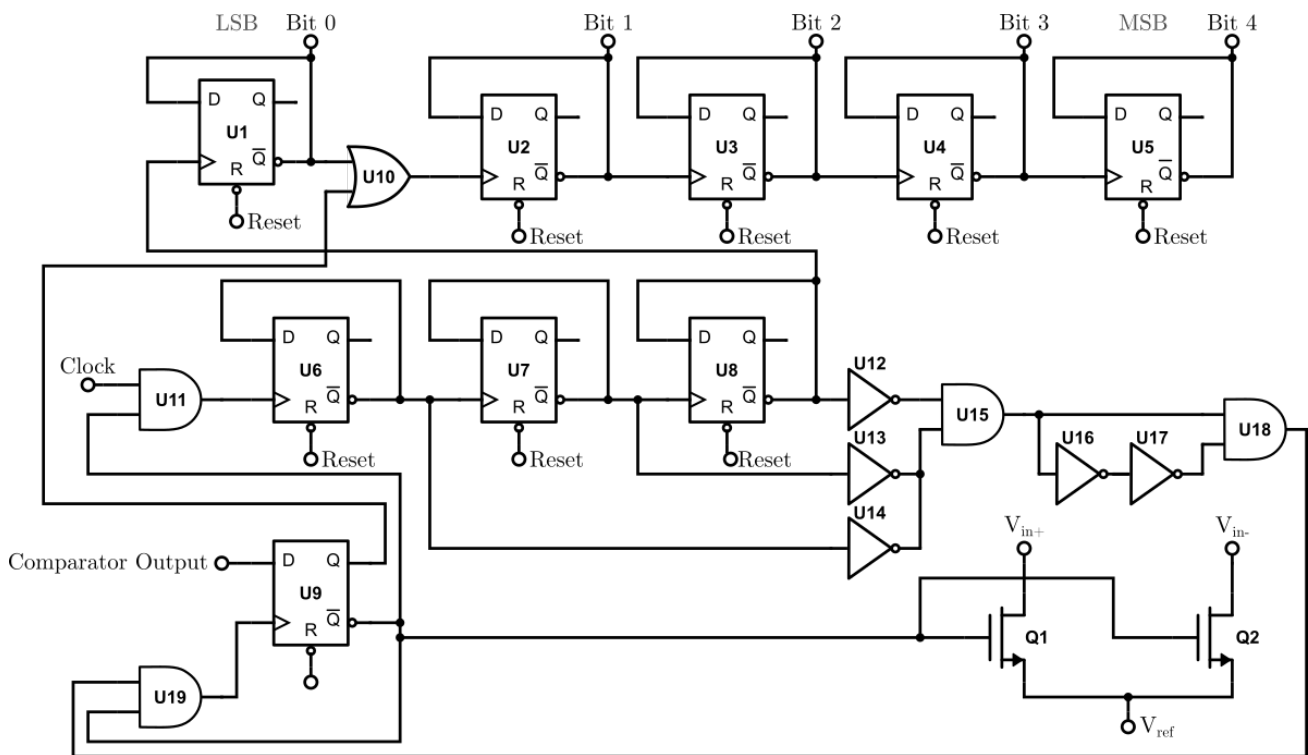 LSB Bit 0 Bit 1 Bit 2 Bit 3 MSB Bit 4
D Q U1 R Q
D Q U2 R Q
D Q U3 R Q
D Q U4 R Q
D Q U5 R Q
U10
Reset
Reset
Reset
Reset
Reset
Clock
U11
D Q U6 R Q
D Q U7 R Q
D Q U8 R Q
U12
U13
U14
U15
U16
U17
U18
Reset
Reset
Reset
Comparator Output
D Q U9 R Q
U19
Vin+
Vin-
Q1
Q2
Vref